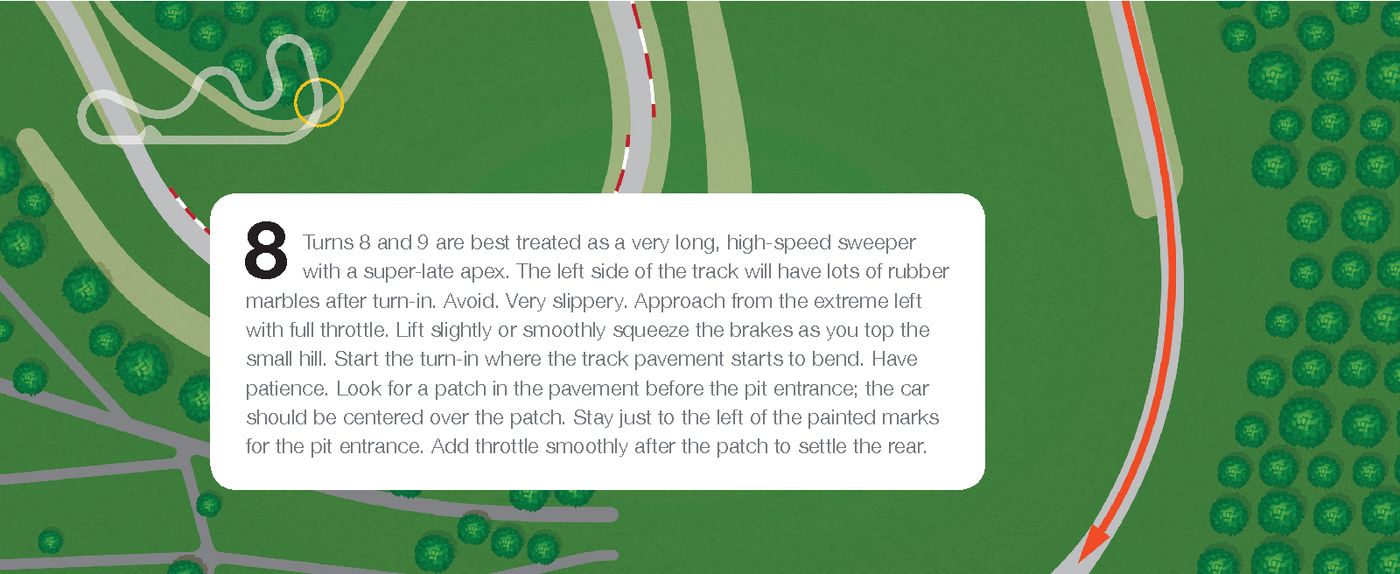 8 Turns 8 and 9 are best treated as a very long, high-speed sweeper
with a super-late apex. The left side of the track will have lots of rubber
marbles after turn-in. Avoid. Very slippery. Approach from the extreme left
with full throttle. Lift slightly or smoothly squeeze the brakes as you top the
small hill. Start the turn-in where the track pavement starts to bend. Have
patience. Look for a patch in the pavement before the pit entrance; the car
should be centered over the patch. Stay just to the left of the painted marks
for the pit entrance. Add throttle smoothly after the patch to settle the rear.